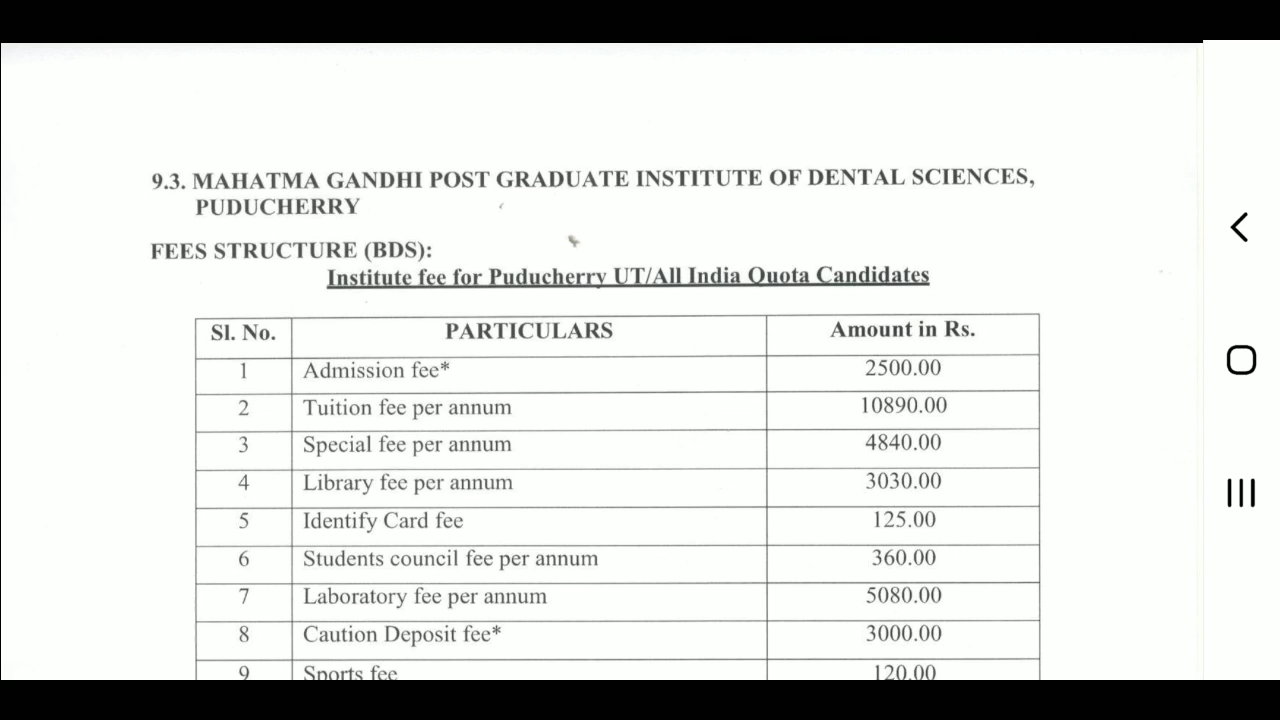 9.3. MAHATMA GANDHI POST GRADUATE INSTITUTE OF DENTAL SCIENCES,
PUDUCHERRY
FEES STRUCTURE (BDS):
Institute fee for Puducherry UT/All India Quota Candidates
Sl. No. PARTICULARS Amount in Rs.
1 Admission fee* 2500.00
2 Tuition fee per annum 10890.00
3 Special fee per annum 4840.00
4 Library fee per annum 3030.00
5 Identify Card fee 125.00
6 Students council fee per annum 360.00
7 Laboratory fee per annum 5080.00
8 Caution Deposit fee* 3000.00
9 Sports fee 120.00